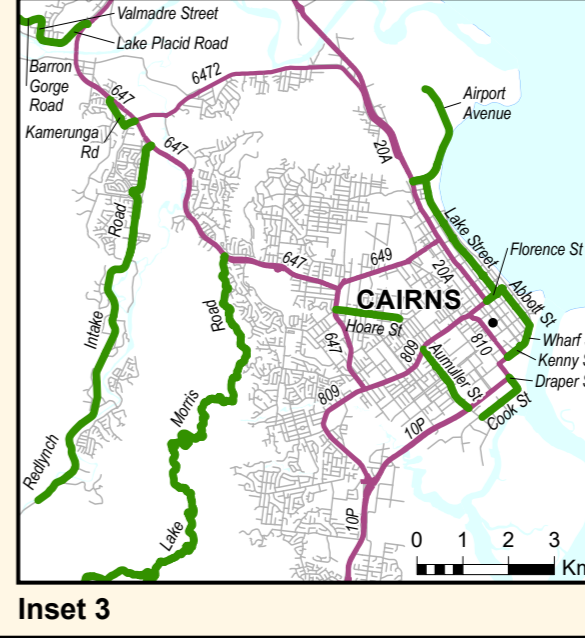 Valmadre Street
Lake Placid Road
Barron
Gorge
Road
647
6472
Kamerunga
Rd
647
Airport
Avenue
20A
Road
Lake Street
Florence St
647
649
20A
Abbott St
CAIRNS
Hoare St
Road
Intake
647
809
Aumuller St
810
Wharf
Kenny S
Draper S
Cook St
809
Morris
10P
Redlynch
Lake
10P
0 1 2 3
Km
Inset 3